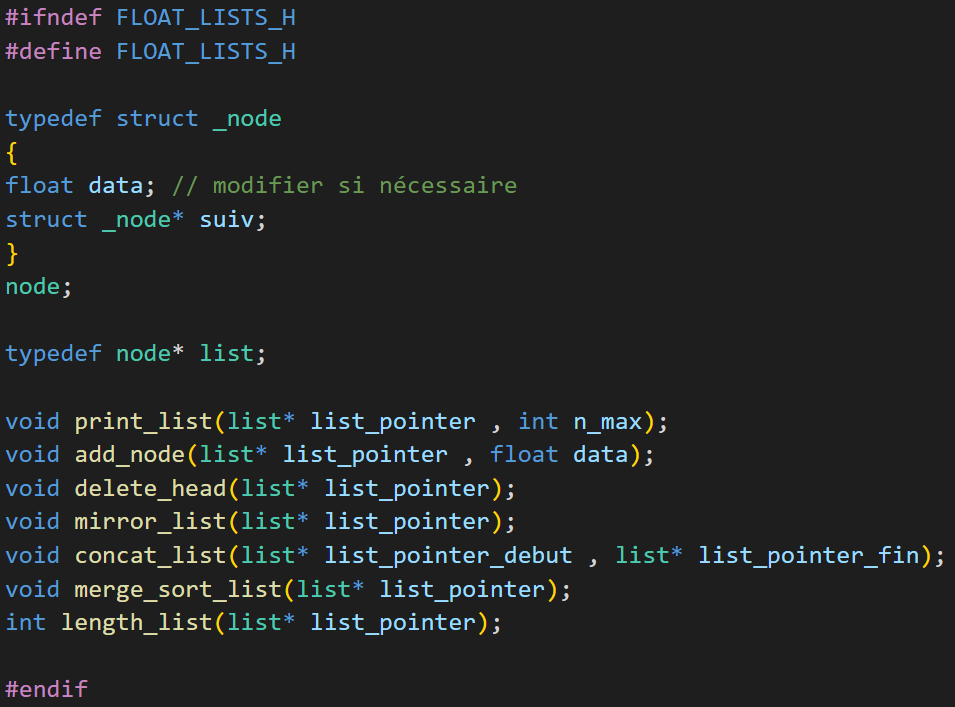 #ifndef FLOAT_LISTS_H
#define FLOAT_LISTS_H
typedef struct _node
{
float data; // modifier si nécessaire
struct _node* suiv;
}
node;
typedef node* list;
void print_list(list* list_pointer , int n_max);
void add_node(list* list_pointer , float data);
void delete_head(list* list_pointer);
void mirror_list(list* list_pointer);
void concat_list(list* list_pointer_debut , list* list_pointer_fin);
void merge_sort_list(list* list_pointer);
int length_list(list* list_pointer);
#endif